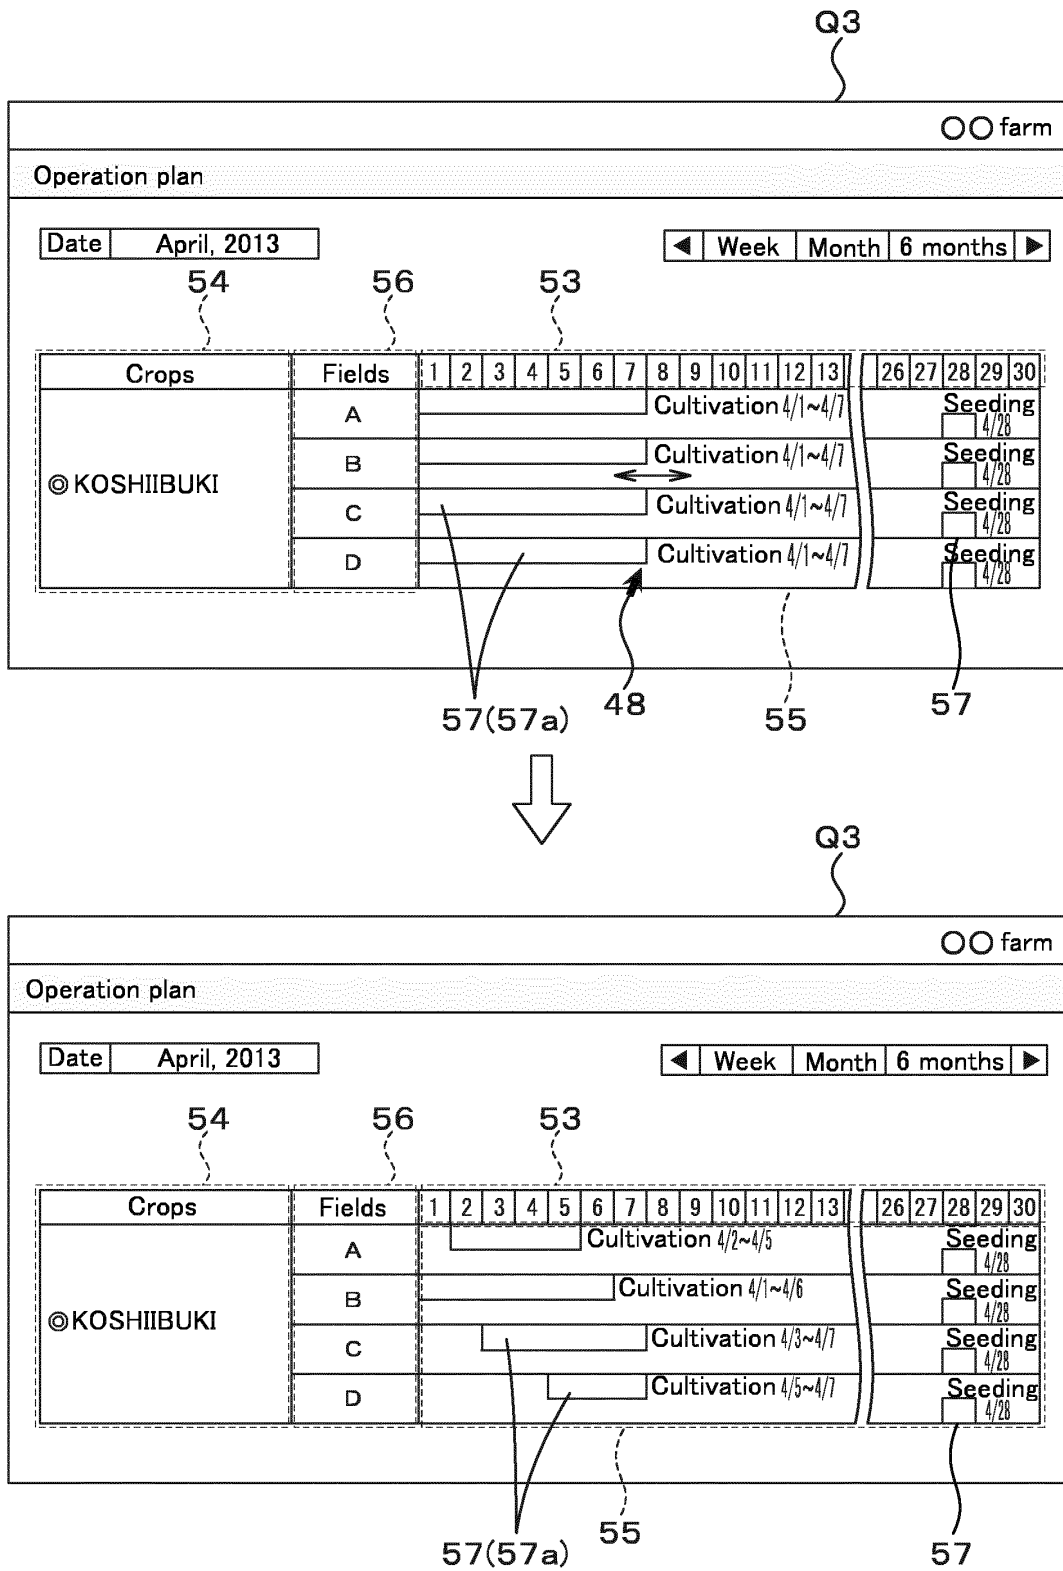 Q3
○○ farm
Operation plan
Date April, 2013
◀ Week Month 6 months ▶
54 56 53
Crops Fields 1 2 3 4 5 6 7 8 9 10 11 12 13 26 27 28 29 30
A Cultivation 4/1~4/7 Seeding 4/28
B Cultivation 4/1~4/7 Seeding 4/28
◎ KOSHIIBUKI
C Cultivation 4/1~4/7 Seeding 4/28
D Cultivation 4/1~4/7 Seeding 4/28
57(57a) 48 55 57
Q3
○○ farm
Operation plan
Date April, 2013
◀ Week Month 6 months ▶
54 56 53
Crops Fields 1 2 3 4 5 6 7 8 9 10 11 12 13 26 27 28 29 30
A Cultivation 4/2~4/5 Seeding 4/28
B Cultivation 4/1~4/6 Seeding 4/28
◎ KOSHIIBUKI
C Cultivation 4/3~4/7 Seeding 4/28
D Cultivation 4/5~4/7 Seeding 4/28
57(57a) 55 57